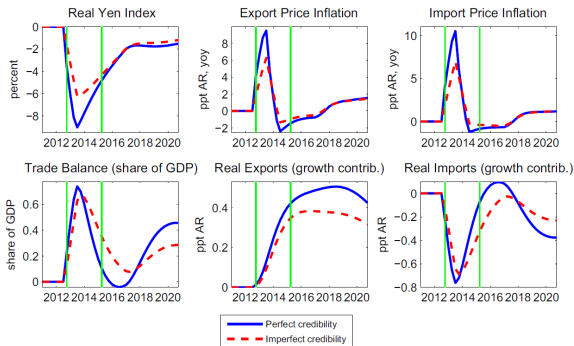 Real Yen Index
Export Price Inflation
Import Price Inflation
percent
0
−2
−4
−6
−8
2012 2014 2016 2018 2020
ppt AR, yoy
8
6
4
2
0
−2
2012 2014 2016 2018 2020
ppt AR, yoy
10
5
0
2012 2014 2016 2018 2020
Trade Balance (share of GDP)
Real Exports (growth contrib.)
Real Imports (growth contrib.)
share of GDP
0.6
0.4
0.2
0
2012 2014 2016 2018 2020
ppt AR
0.4
0.2
0
2012 2014 2016 2018 2020
ppt AR
0
−0.2
−0.4
−0.6
−0.8
2012 2014 2016 2018 2020
Perfect credibility
Imperfect credibility